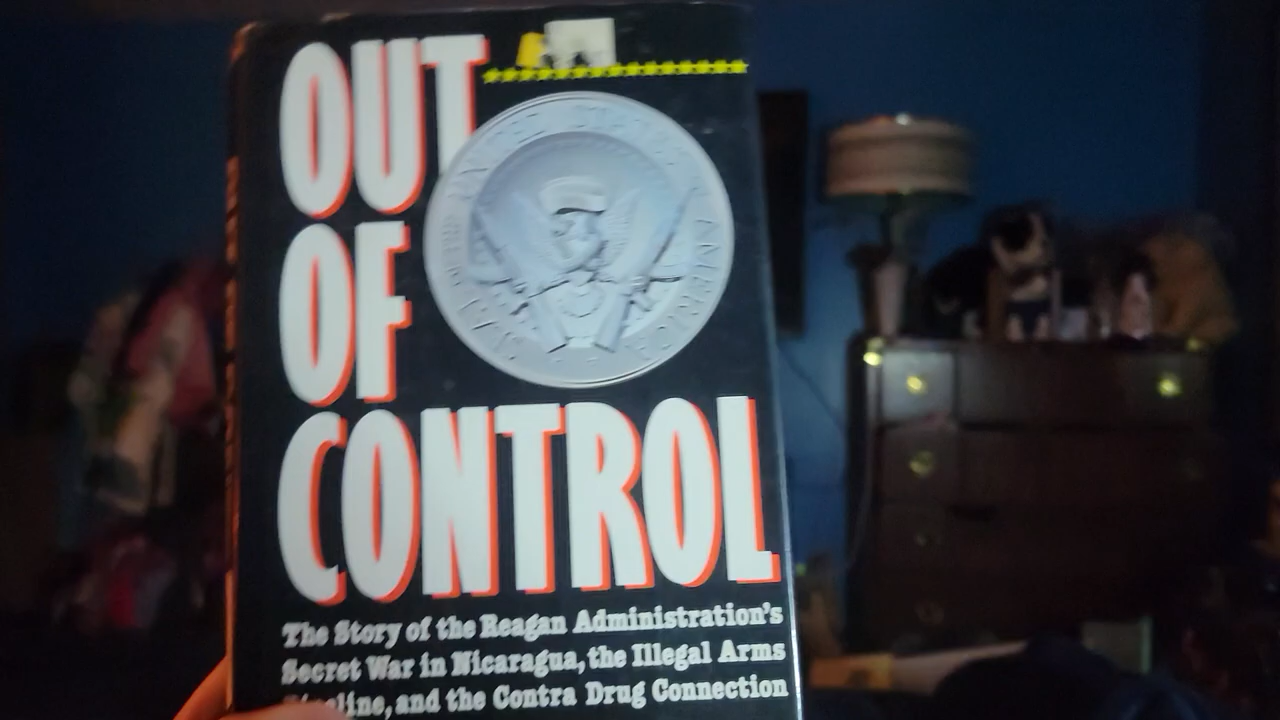 OUT
OF
CONTROL
The Story of the Reagan Administration's
Secret War in Nicaragua, the Illegal Arms
and the Contra Drug Connection